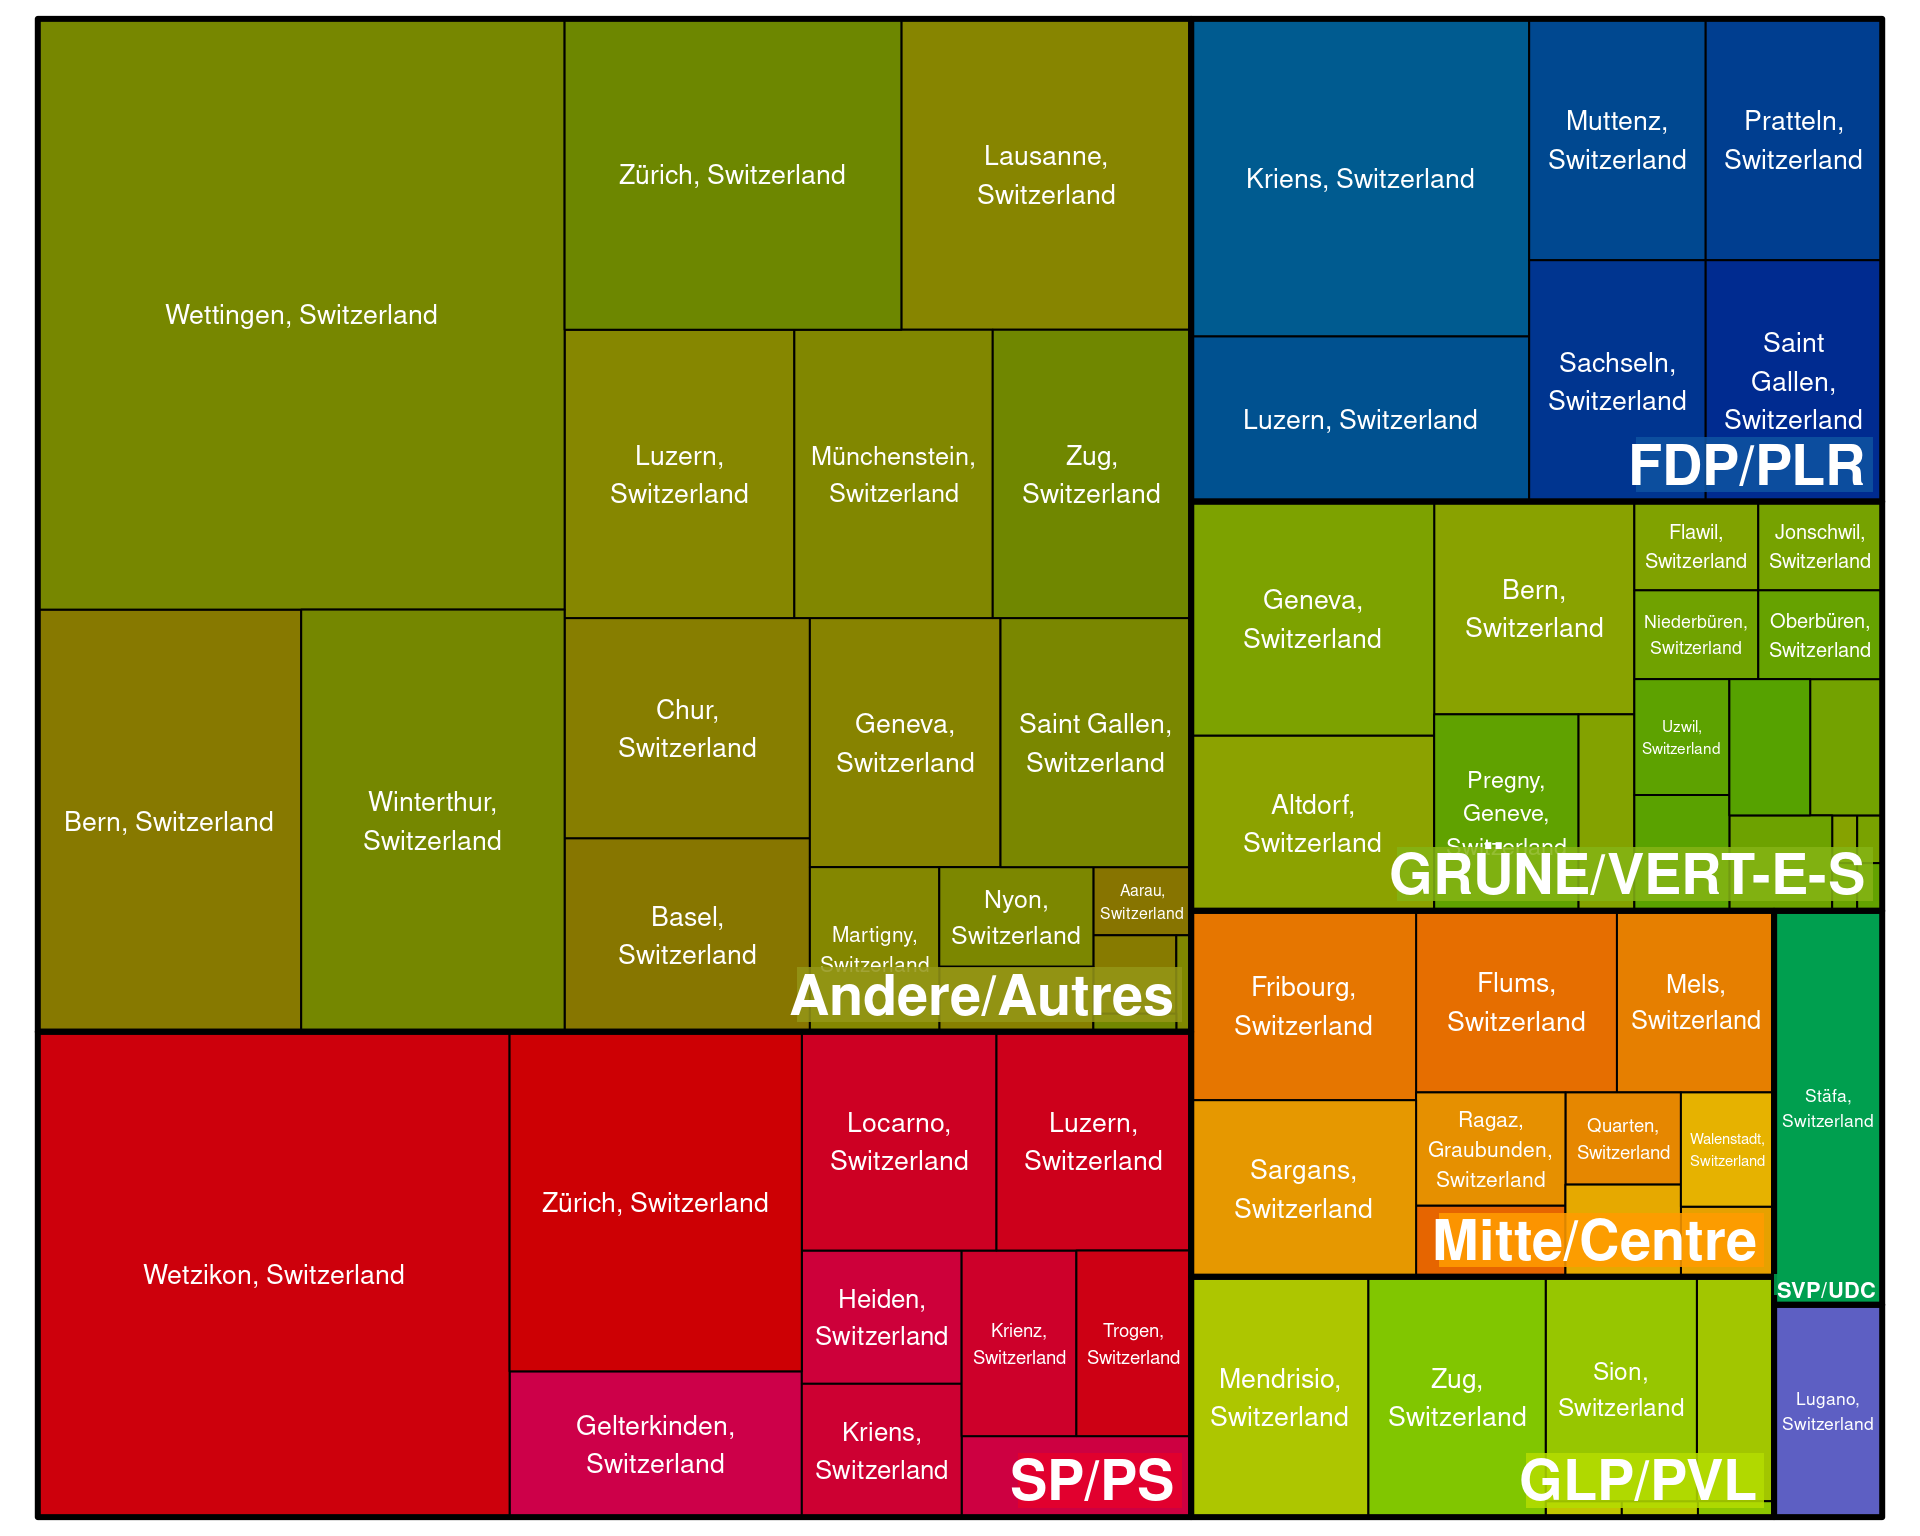 Wettingen, Switzerland
Zürich, Switzerland
Lausanne,
Switzerland
Luzern,
Switzerland
Münchenstein,
Switzerland
Zug,
Switzerland
Bern, Switzerland
Winterthur,
Switzerland
Chur,
Switzerland
Geneva,
Switzerland
Saint Gallen,
Switzerland
Basel,
Switzerland
Martigny,
Switzerland
Nyon,
Switzerland
Aarau,
Switzerland
Andere/Autres
Wetzikon, Switzerland
Zürich, Switzerland
Gelterkinden,
Switzerland
Locarno,
Switzerland
Luzern,
Switzerland
Heiden,
Switzerland
Krienz,
Switzerland
Trogen,
Switzerland
Kriens,
Switzerland
SP/PS
Kriens, Switzerland
Muttenz,
Switzerland
Pratteln,
Switzerland
Luzern, Switzerland
Sachseln,
Switzerland
Saint
Gallen,
Switzerland
FDP/PLR
Geneva,
Switzerland
Bern,
Switzerland
Flawil,
Switzerland
Jonschwil,
Switzerland
Niederbüren,
Switzerland
Oberbüren,
Switzerland
Uzwil,
Switzerland
Altdorf,
Switzerland
Pregny,
Geneve,
Switzerland
GRÜNE/VERT-E-S
Fribourg,
Switzerland
Flums,
Switzerland
Mels,
Switzerland
Sargans,
Switzerland
Ragaz,
Graubunden,
Switzerland
Quarten,
Switzerland
Walenstadt,
Switzerland
Mitte/Centre
Stäfa,
Switzerland
SVP/UDC
Mendrisio,
Switzerland
Zug,
Switzerland
Sion,
Switzerland
GLP/PVL
Lugano,
Switzerland